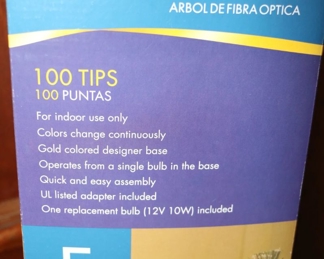 ARBOL DE FIBRA OPTICA
100 TIPS
100 PUNTAS
For indoor use only
Colors change continuously
Gold colored designer base
Operates from a single bulb in the base
Quick and easy assembly
UL listed adapter included
One replacement bulb (12V 10W) included